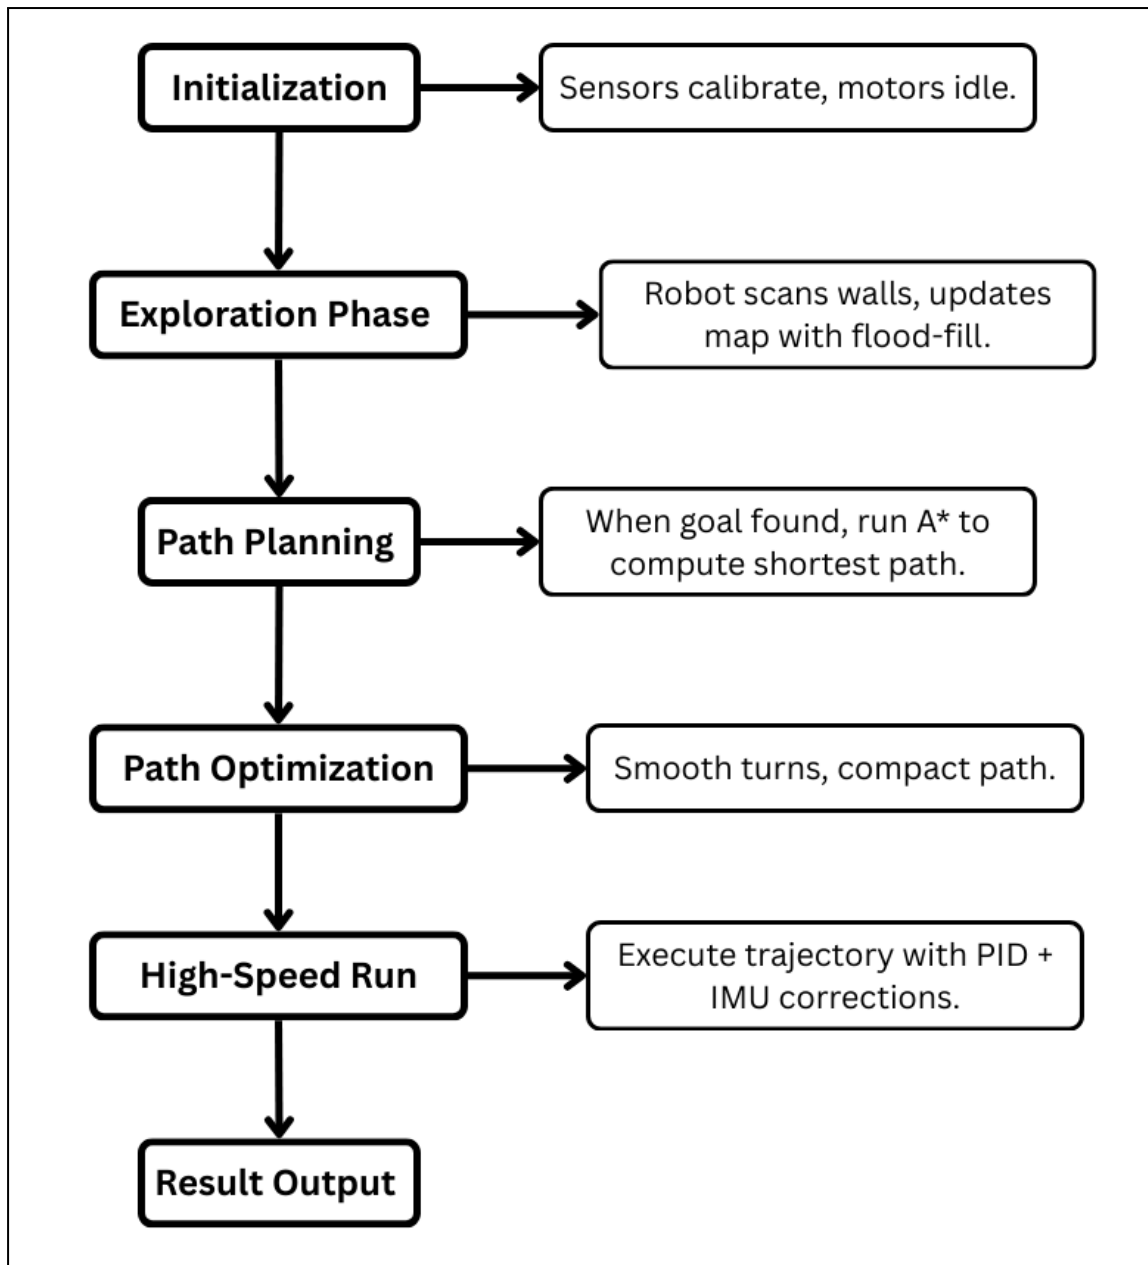 Initialization
Sensors calibrate, motors idle.
Exploration Phase
Robot scans walls, updates
map with flood-fill.
Path Planning
When goal found, run A* to
compute shortest path.
Path Optimization
Smooth turns, compact path.
High-Speed Run
Execute trajectory with PID +
IMU corrections.
Result Output